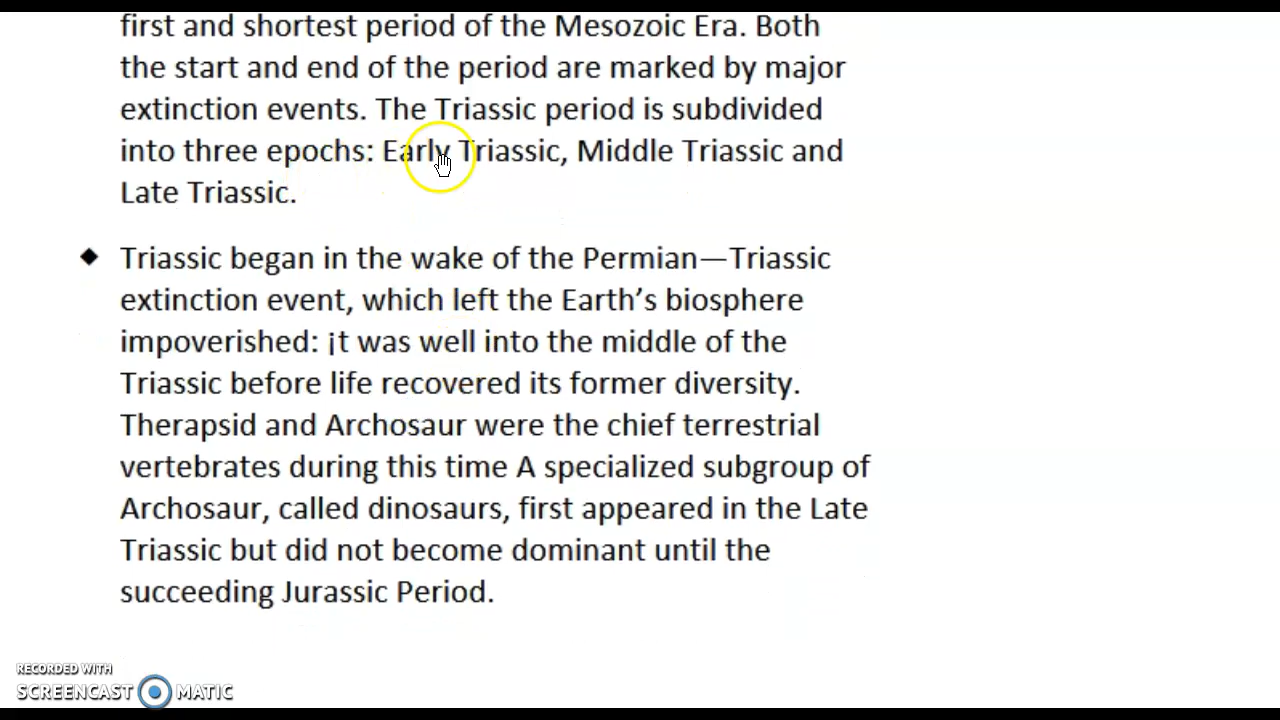 first and shortest period of the Mesozoic Era. Both
the start and end of the period are marked by major
extinction events. The Triassic period is subdivided
into three epochs: Early Triassic, Middle Triassic and
Late Triassic.
◆ Triassic began in the wake of the Permian—Triassic
extinction event, which left the Earth’s biosphere
impoverished: ¡t was well into the middle of the
Triassic before life recovered its former diversity.
Therapsid and Archosaur were the chief terrestrial
vertebrates during this time A specialized subgroup of
Archosaur, called dinosaurs, first appeared in the Late
Triassic but did not become dominant until the
succeeding Jurassic Period.
RECORDED WITH
SCREENCAST MATIC